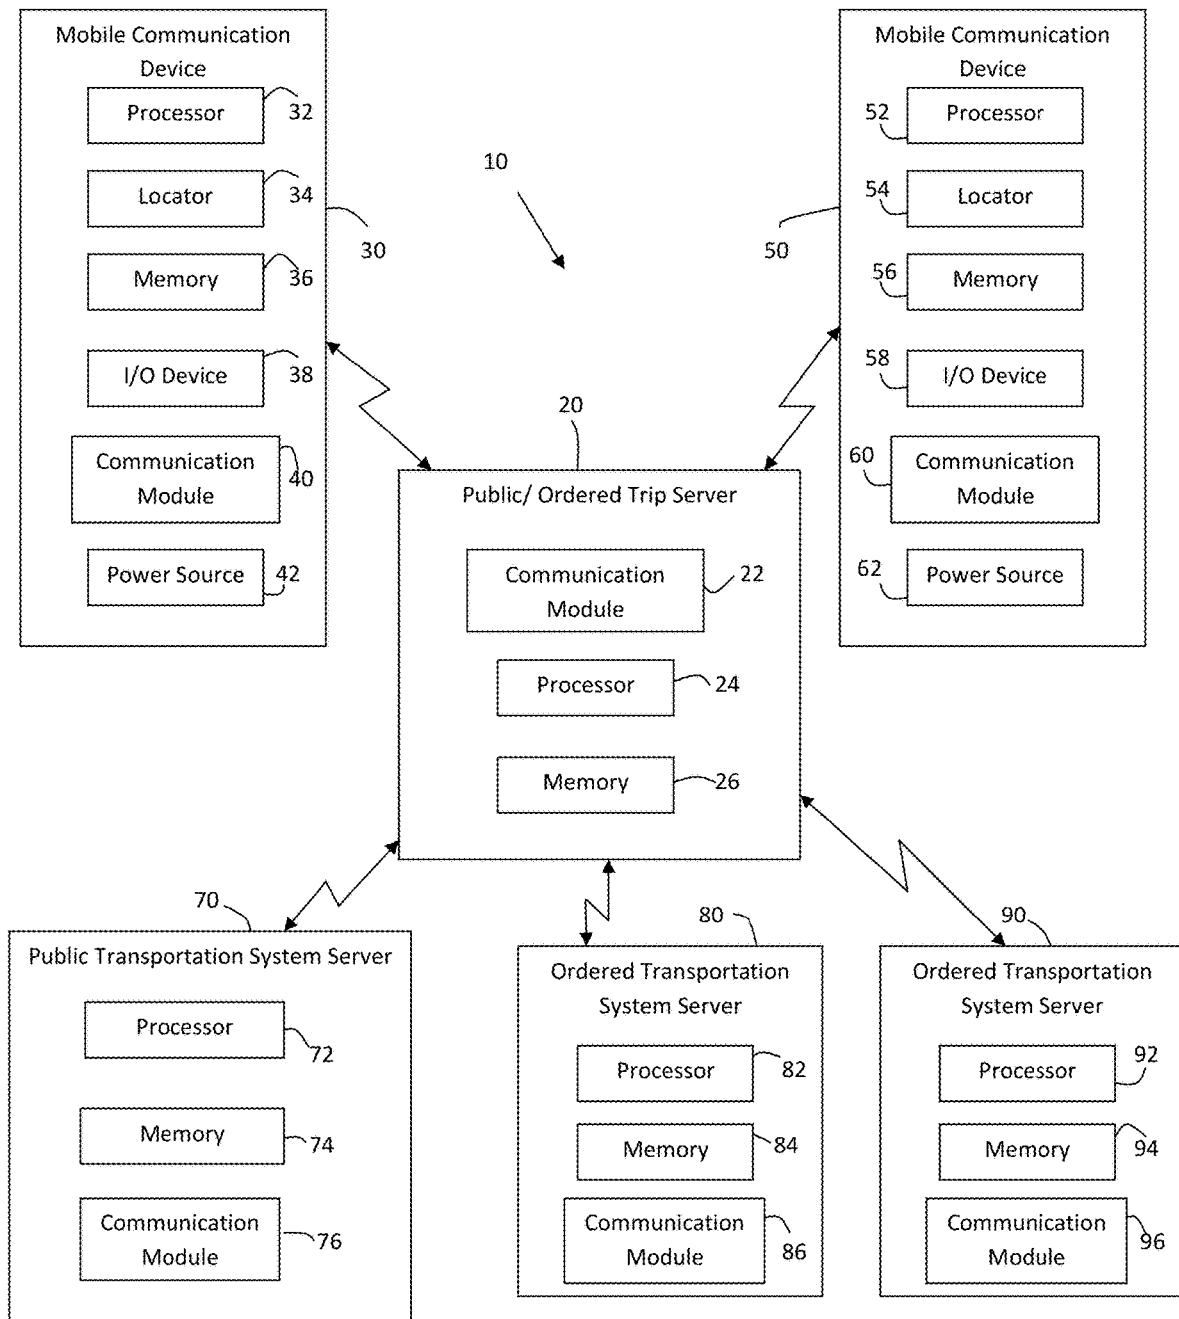 Mobile Communication
Device
Processor
32
Locator
34
30
Memory
36
I/O Device
38
Communication
Module
40
Power Source
42
10
Mobile Communication
Device
52
Processor
54
Locator
50
56
Memory
58
I/O Device
60
Communication
Module
62
Power Source
20
Public/ Ordered Trip Server
Communication
Module
22
Processor
24
Memory
26
70
Public Transportation System Server
Processor
72
Memory
74
Communication
Module
76
80
Ordered Transportation
System Server
Processor
82
Memory
84
Communication
Module
86
90
Ordered Transportation
System Server
Processor
92
Memory
94
Communication
Module
96